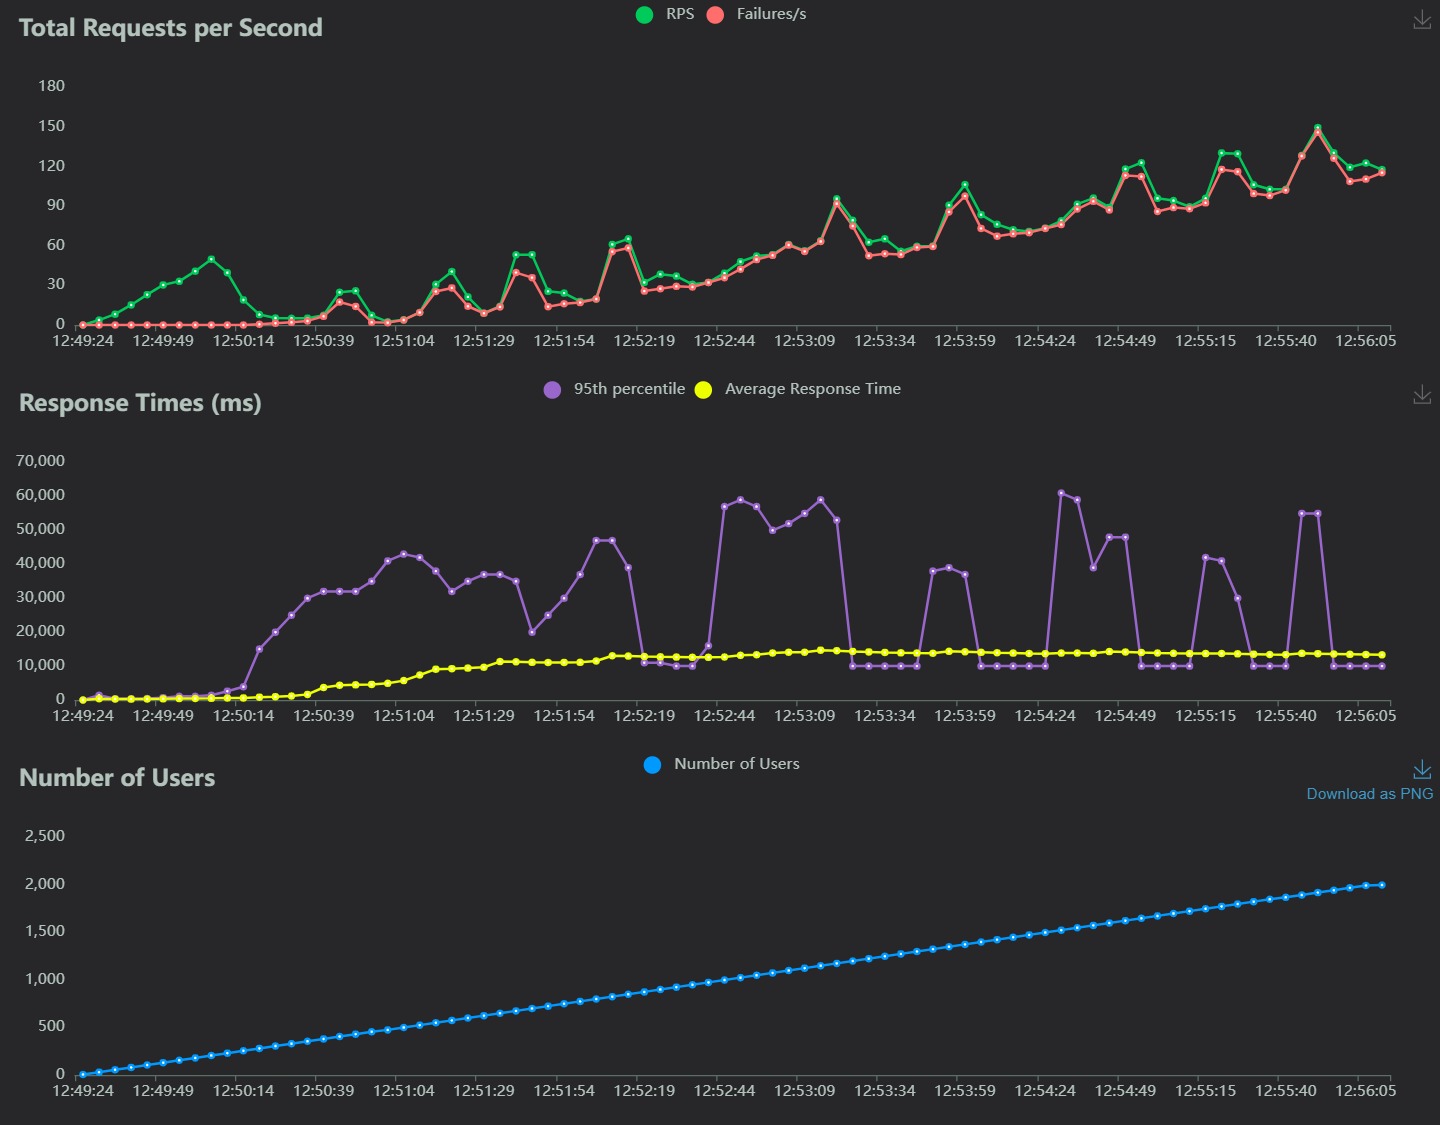 Total Requests per Second
RPS Failures/s
180
150
120
90
60
30
0
12:49:24 12:49:49 12:50:14 12:50:39 12:51:04 12:51:29 12:51:54 12:52:19 12:52:44 12:53:09 12:53:34 12:53:59 12:54:24 12:54:49 12:55:15 12:55:40 12:56:05
Response Times (ms)
95th percentile Average Response Time
70,000
60,000
50,000
40,000
30,000
20,000
10,000
0
12:49:24 12:49:49 12:50:14 12:50:39 12:51:04 12:51:29 12:51:54 12:52:19 12:52:44 12:53:09 12:53:34 12:53:59 12:54:24 12:54:49 12:55:15 12:55:40 12:56:05
Number of Users
Number of Users
Download as PNG
2,500
2,000
1,500
1,000
500
0
12:49:24 12:49:49 12:50:14 12:50:39 12:51:04 12:51:29 12:51:54 12:52:19 12:52:44 12:53:09 12:53:34 12:53:59 12:54:24 12:54:49 12:55:15 12:55:40 12:56:05